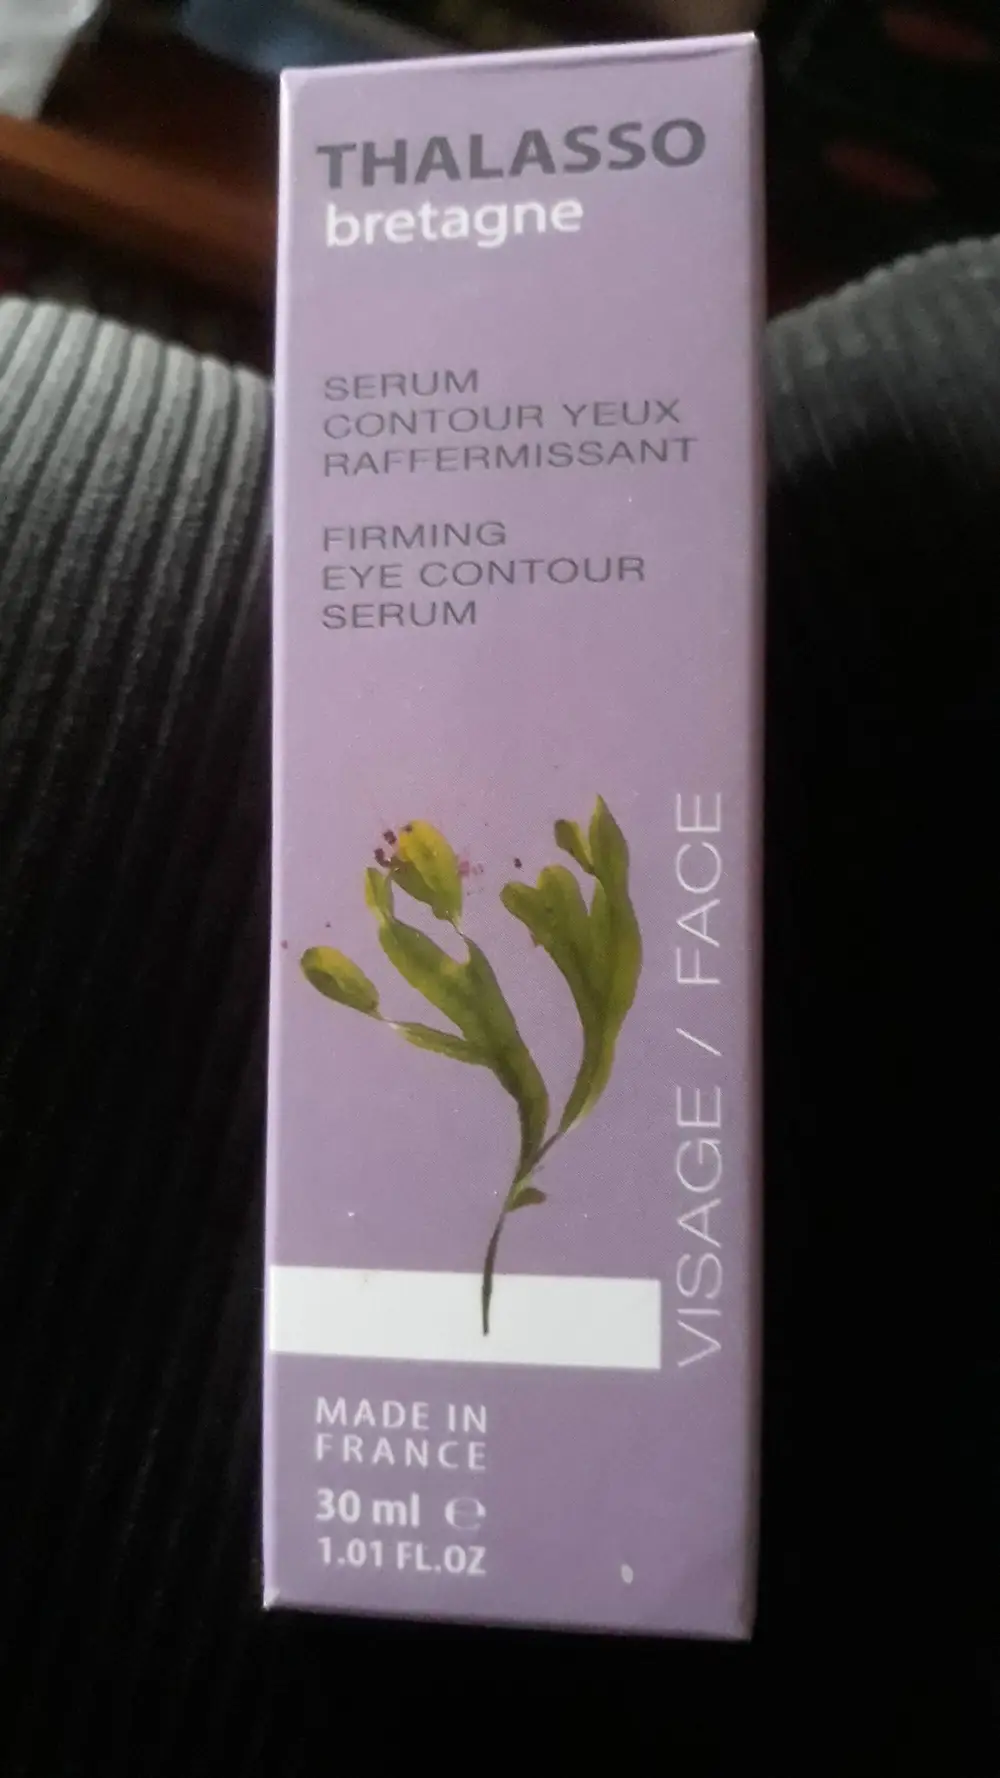 THALASSO
bretagne
SERUM
CONTOUR YEUX
RAFFERMISSANT
FIRMING
EYE CONTOUR
SERUM
VISAGE / FACE
MADE IN
FRANCE
30 ml ℮
1.01 FL.OZ